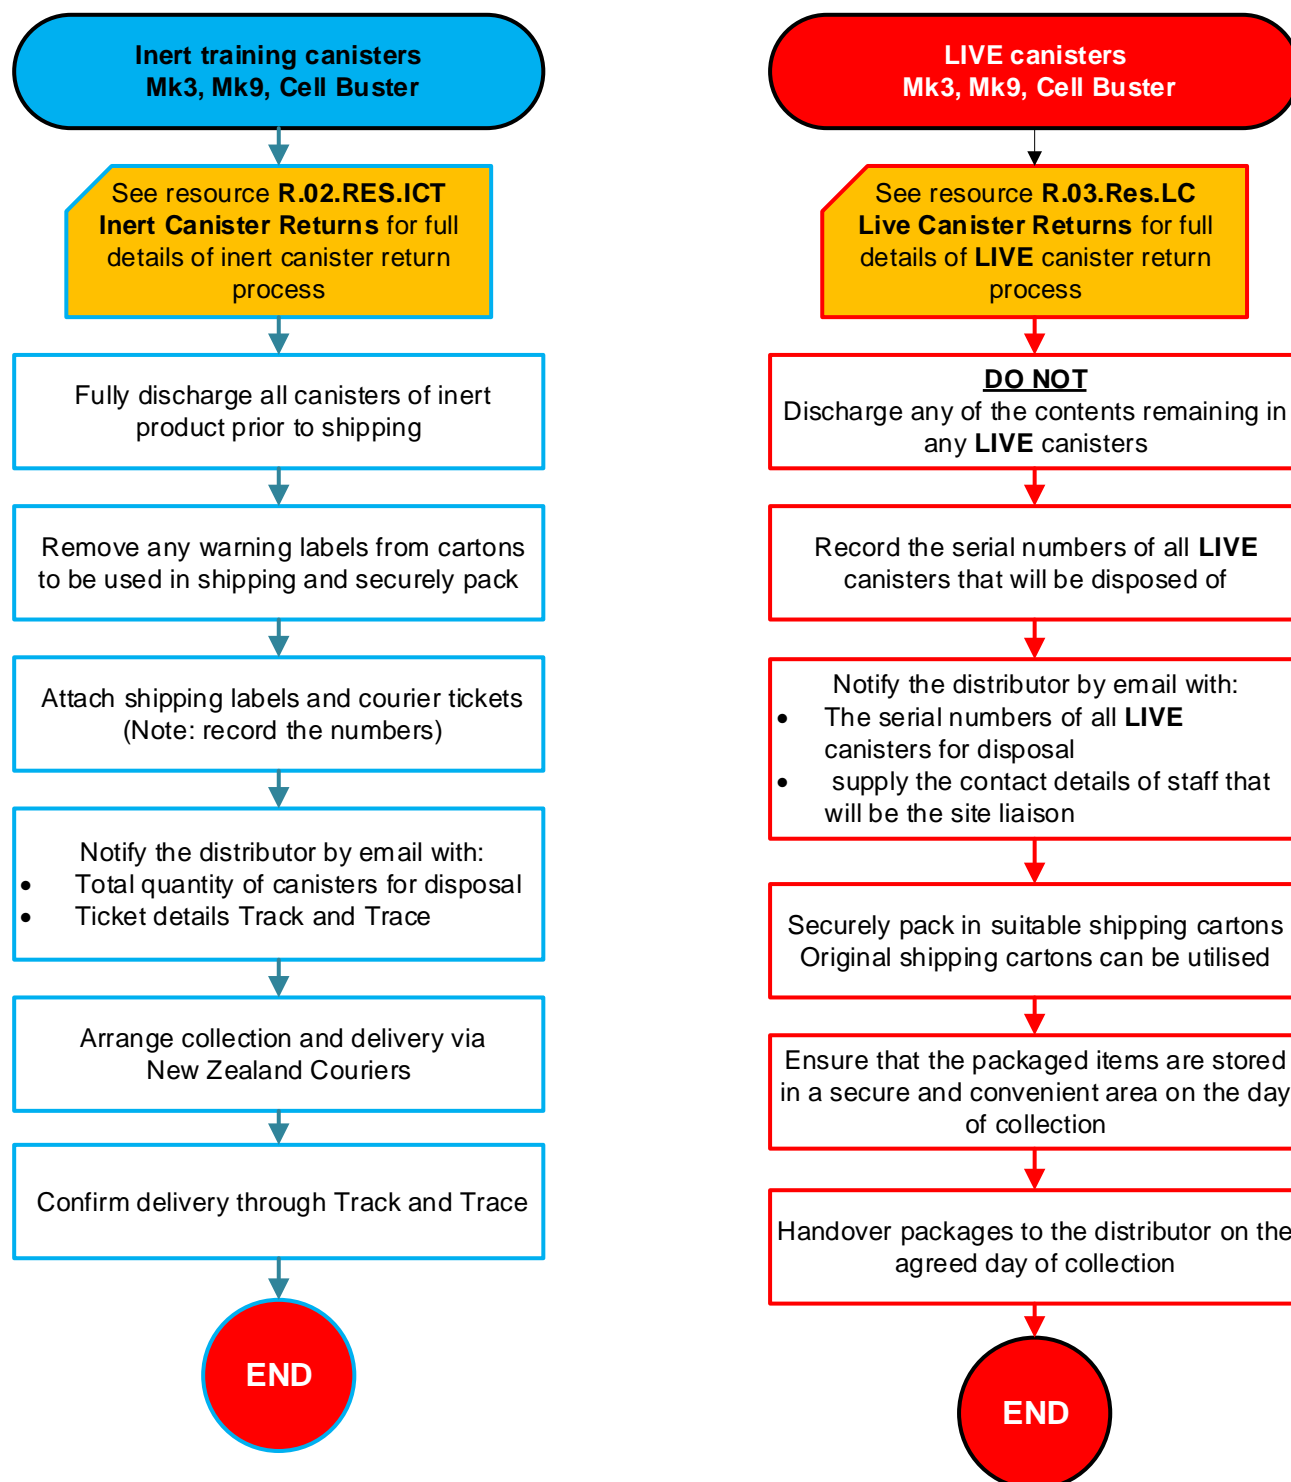 Inert training canisters
Mk3, Mk9, Cell Buster
See resource R.02.RES.ICT
Inert Canister Returns for full
details of inert canister return
process
Fully discharge all canisters of inert
product prior to shipping
Remove any warning labels from cartons
to be used in shipping and securely pack
Attach shipping labels and courier tickets
(Note: record the numbers)
Notify the distributor by email with:
• Total quantity of canisters for disposal
• Ticket details Track and Trace
Arrange collection and delivery via
New Zealand Couriers
Confirm delivery through Track and Trace
END
LIVE canisters
Mk3, Mk9, Cell Buster
See resource R.03.Res.LC
Live Canister Returns for full
details of LIVE canister return
process
DO NOT
Discharge any of the contents remaining in
any LIVE canisters
Record the serial numbers of all LIVE
canisters that will be disposed of
Notify the distributor by email with:
• The serial numbers of all LIVE
canisters for disposal
• supply the contact details of staff that
will be the site liaison
Securely pack in suitable shipping cartons
Original shipping cartons can be utilised
Ensure that the packaged items are stored
in a secure and convenient area on the day
of collection
Handover packages to the distributor on the
agreed day of collection
END